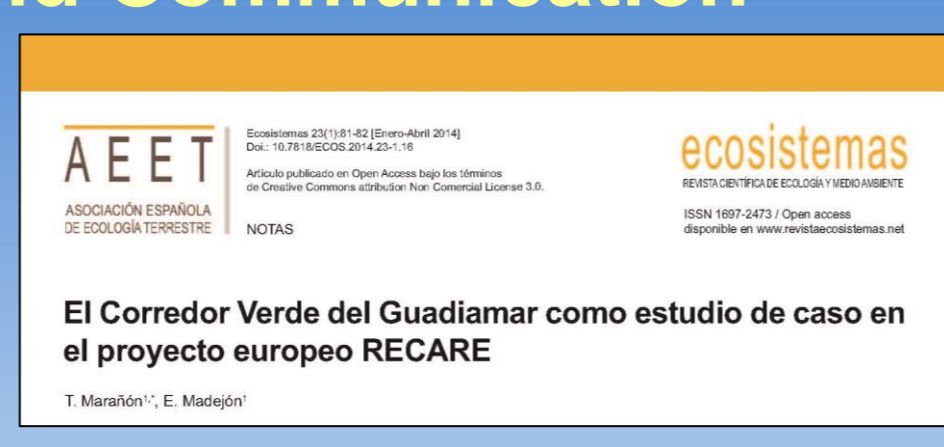 Communication
AEET
ASOCIACIÓN ESPAÑOLA
DE ECOLOGÍA TERRESTRE
Ecosistemas 23(1):81-82 [Enero-Abril 2014]
Doi.: 10.7818/ECOS.2014.23-1.16
Artículo publicado en Open Access bajo los términos
de Creative Commons attribution Non Comercial License 3.0.
NOTAS
ecosistemas
REVISTA CIENTÍFICA DE ECOLOGÍA Y MEDIO AMBIENTE
ISSN 1697-2473 / Open access
disponible en www.revistaecosistemas.net
El Corredor Verde del Guadiamar como estudio de caso en
el proyecto europeo RECARE
T. Marañón¹,*, E. Madejón¹